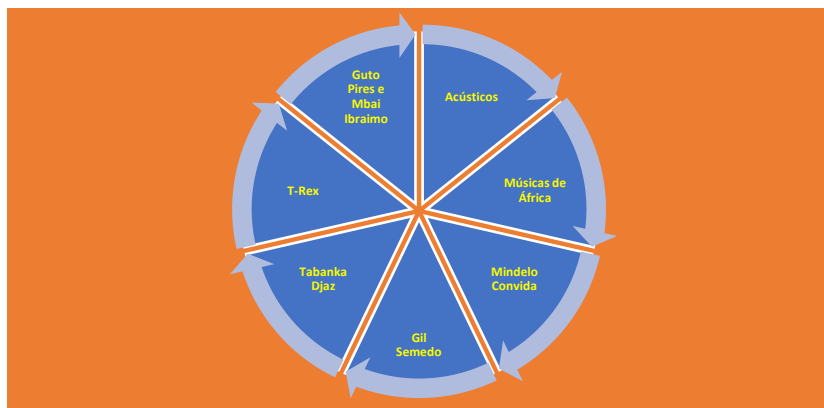 Acústicos
Músicas de
África
Mindelo
Convida
Gil
Semedo
Tabanka
Djaz
T-Rex
Guto
Pires e
Mbai
Ibraimo